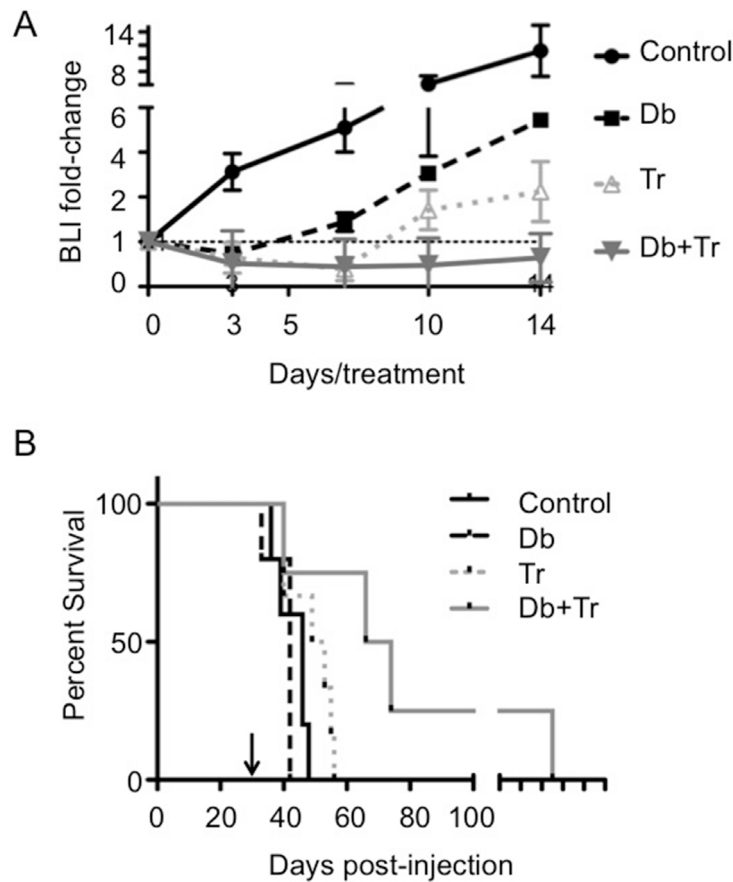 A
BLI fold-change
14
8
6
4
2
1
0
0 3 5 10 14
Days/treatment
Control
Db
Tr
Db+Tr
B
Percent Survival
100
50
0
0 20 40 60 80 100
Days post-injection
Control
Db
Tr
Db+Tr